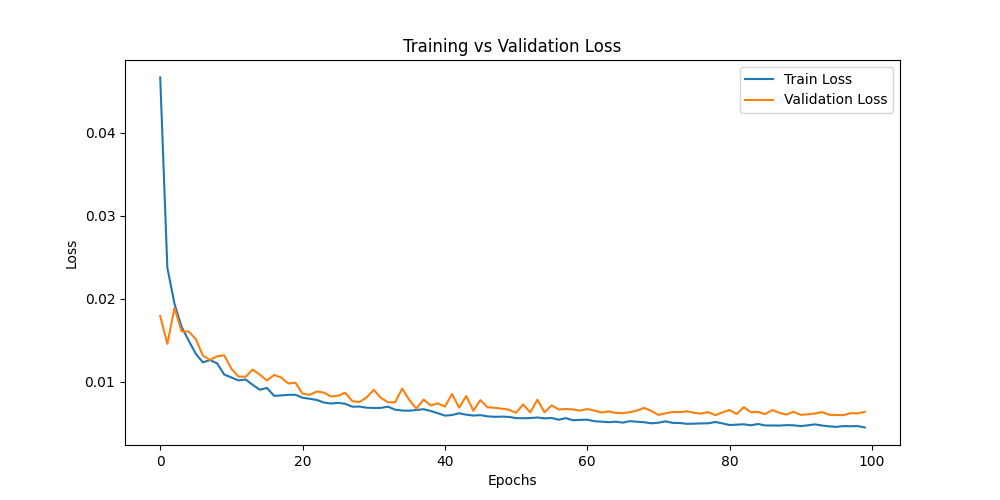 Training vs Validation Loss
Train Loss
Validation Loss
0.04
0.03
0.02
0.01
Loss
0 20 40 60 80 100
Epochs